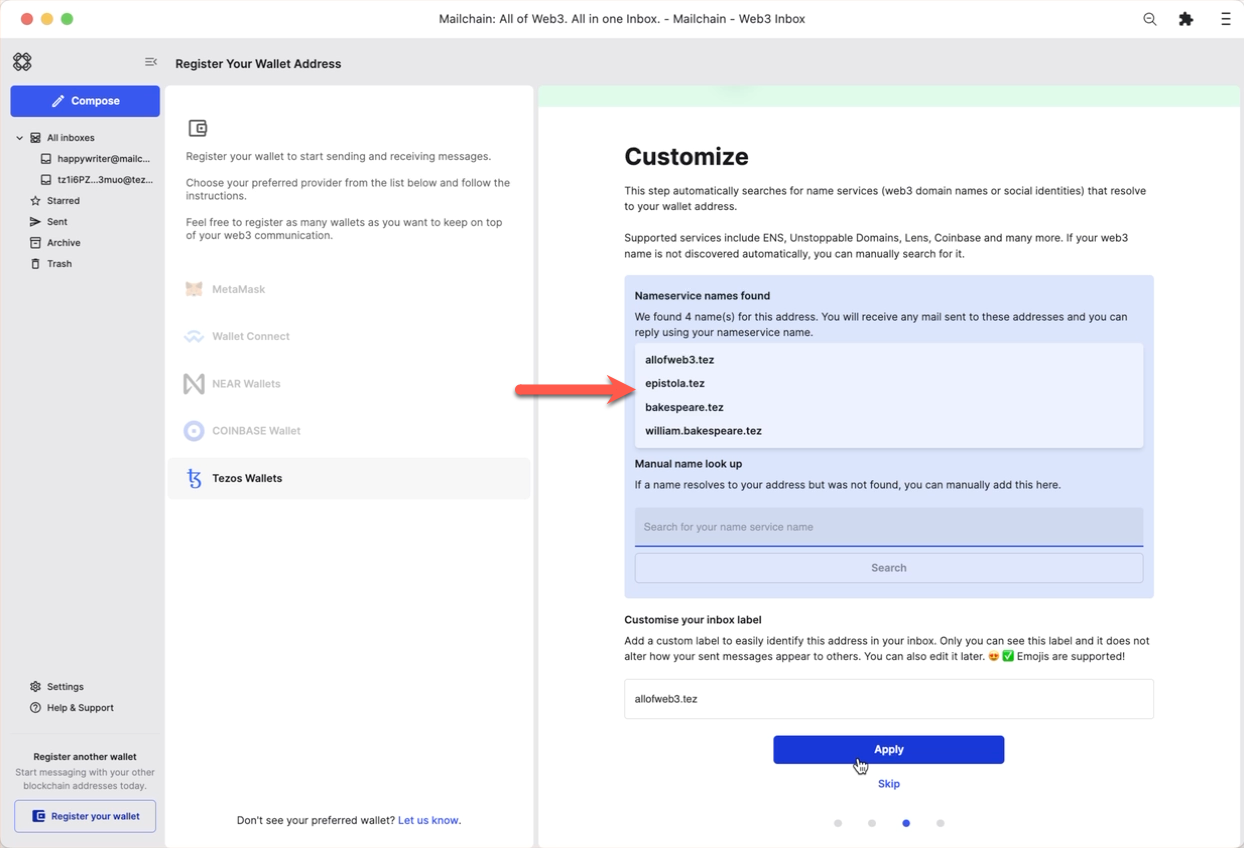 Mailchain: All of Web3. All in one Inbox. - Mailchain - Web3 Inbox
Register Your Wallet Address
Compose
All inboxes
happywriter@mailc...
tz1i6PZ...3muo@tez...
Starred
Sent
Archive
Trash
Settings
Help & Support
Register another wallet
Start messaging with your other
blockchain addresses today.
Register your wallet
Register your wallet to start sending and receiving messages.
Choose your preferred provider from the list below and follow the
instructions.
Feel free to register as many wallets as you want to keep on top
of your web3 communication.
MetaMask
Wallet Connect
NEAR Wallets
COINBASE Wallet
Tezos Wallets
Don't see your preferred wallet? Let us know.
Customize
This step automatically searches for name services (web3 domain names or social identities) that resolve
to your wallet address.
Supported services include ENS, Unstoppable Domains, Lens, Coinbase and many more. If your web3
name is not discovered automatically, you can manually search for it.
Nameservice names found
We found 4 name(s) for this address. You will receive any mail sent to these addresses and you can
reply using your nameservice name.
allofweb3.tez
epistola.tez
bakespeare.tez
william.bakespeare.tez
Manual name look up
If a name resolves to your address but was not found, you can manually add this here.
Search for your name service name
Search
Customise your inbox label
Add a custom label to easily identify this address in your inbox. Only you can see this label and it does not
alter how your sent messages appear to others. You can also edit it later. 😍 ✅ Emojis are supported!
allofweb3.tez
Apply
Skip